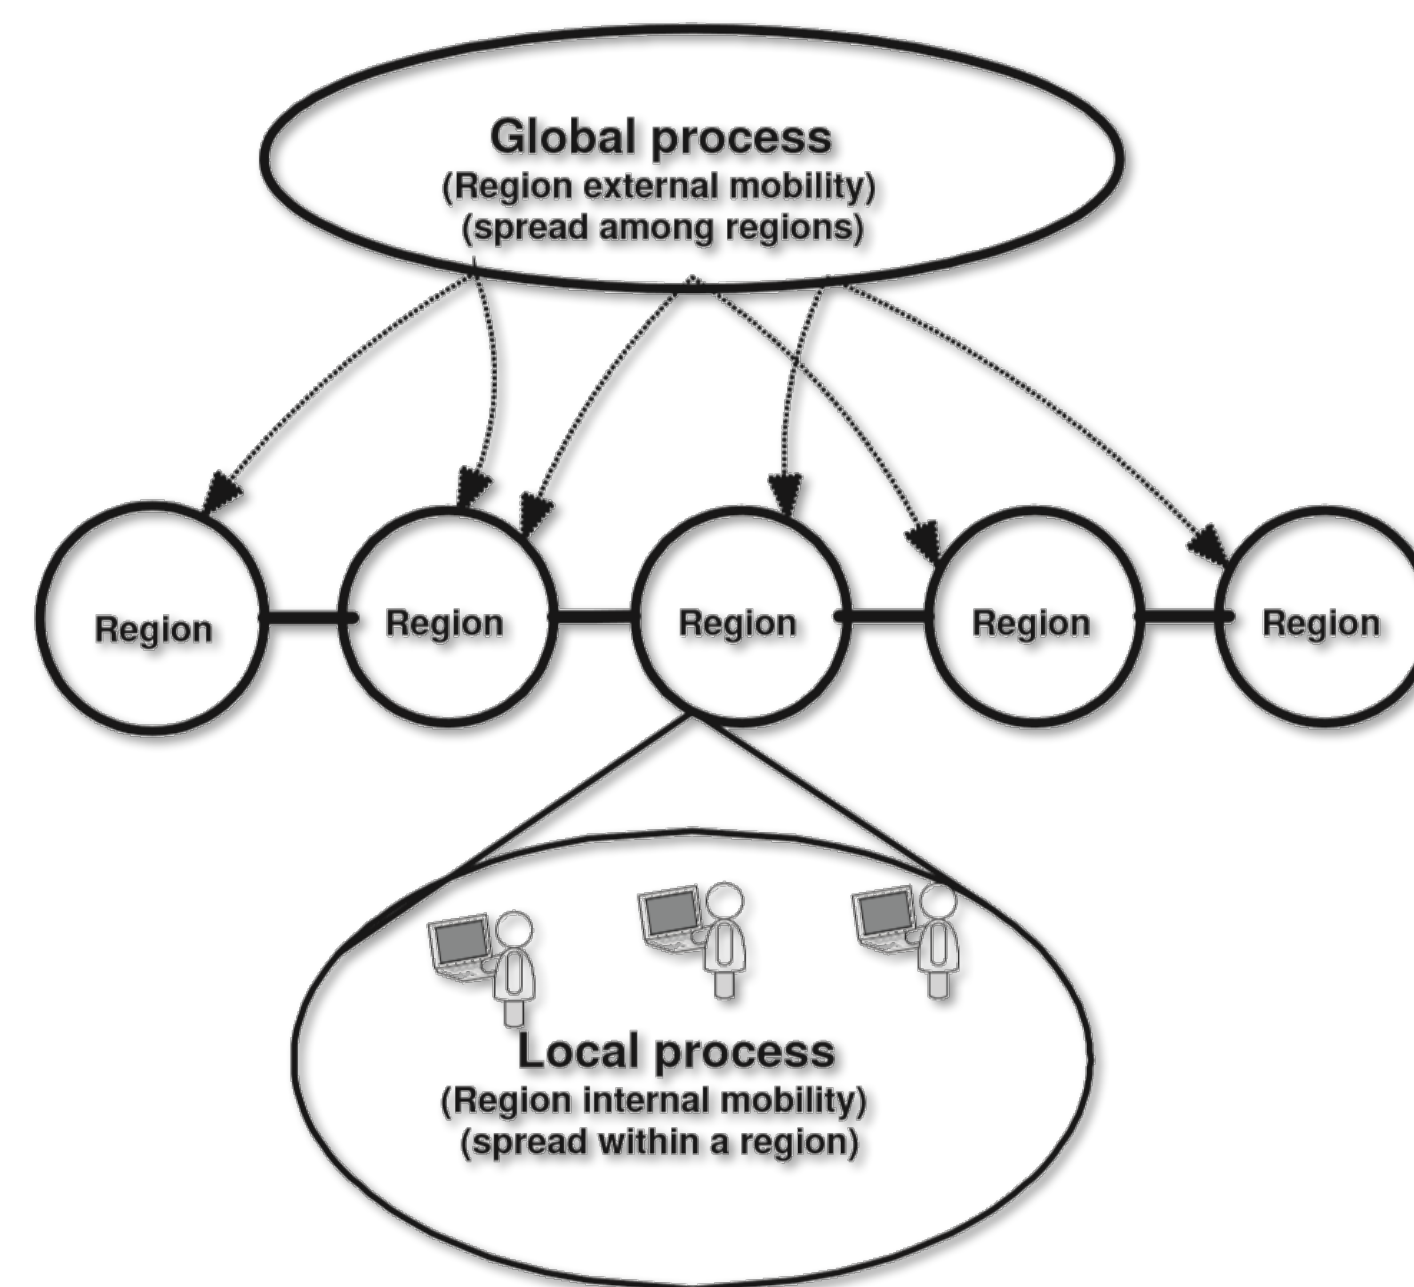 Global process
(Region external mobility)
(spread among regions)
Region
Region
Region
Region
Region
Local process
(Region internal mobility)
(spread within a region)